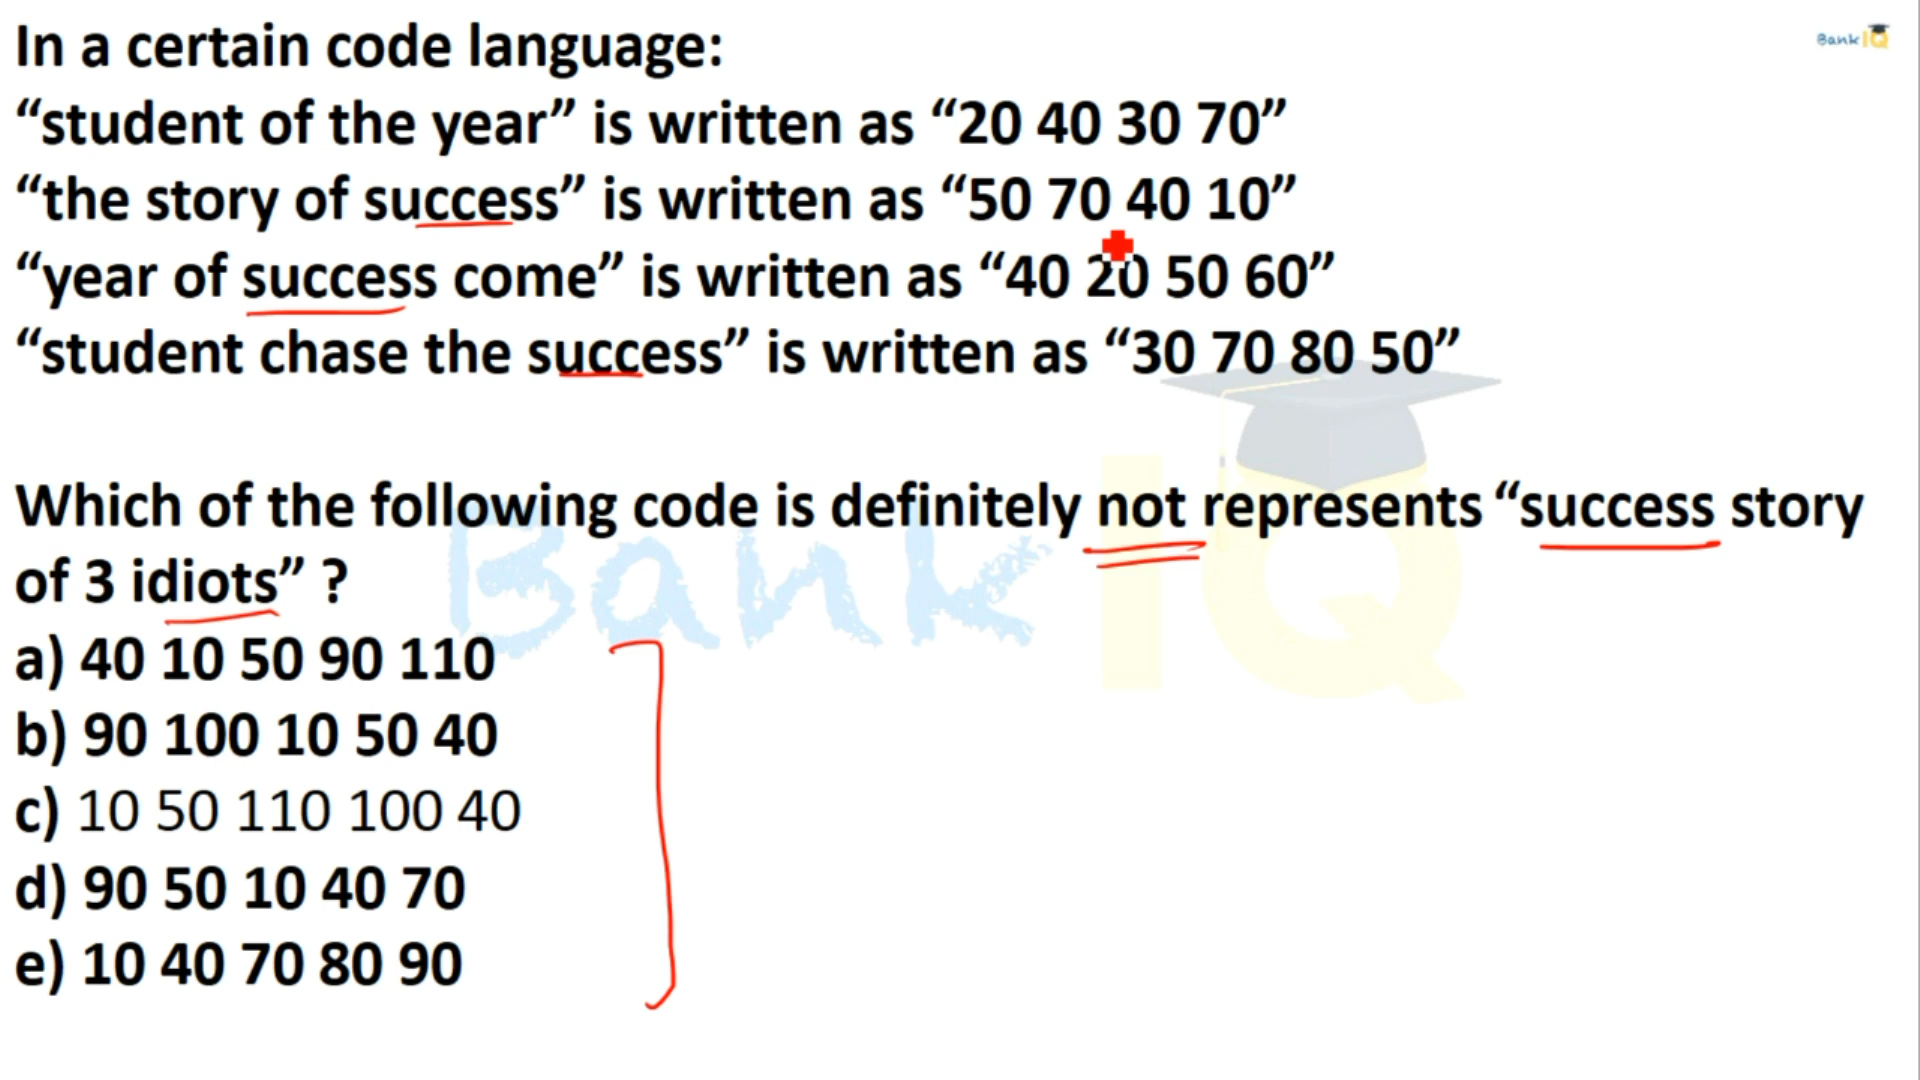 In a certain code language:
Bank IQ
“student of the year” is written as “20 40 30 70”
“the story of success” is written as “50 70 40 10”
“year of success come” is written as “40 20 50 60”
“student chase the success” is written as “30 70 80 50”
Which of the following code is definitely not represents “success story
of 3 idiots” ?
Bank IQ
a) 40 10 50 90 110
b) 90 100 10 50 40
c) 10 50 110 100 40
d) 90 50 10 40 70
e) 10 40 70 80 90